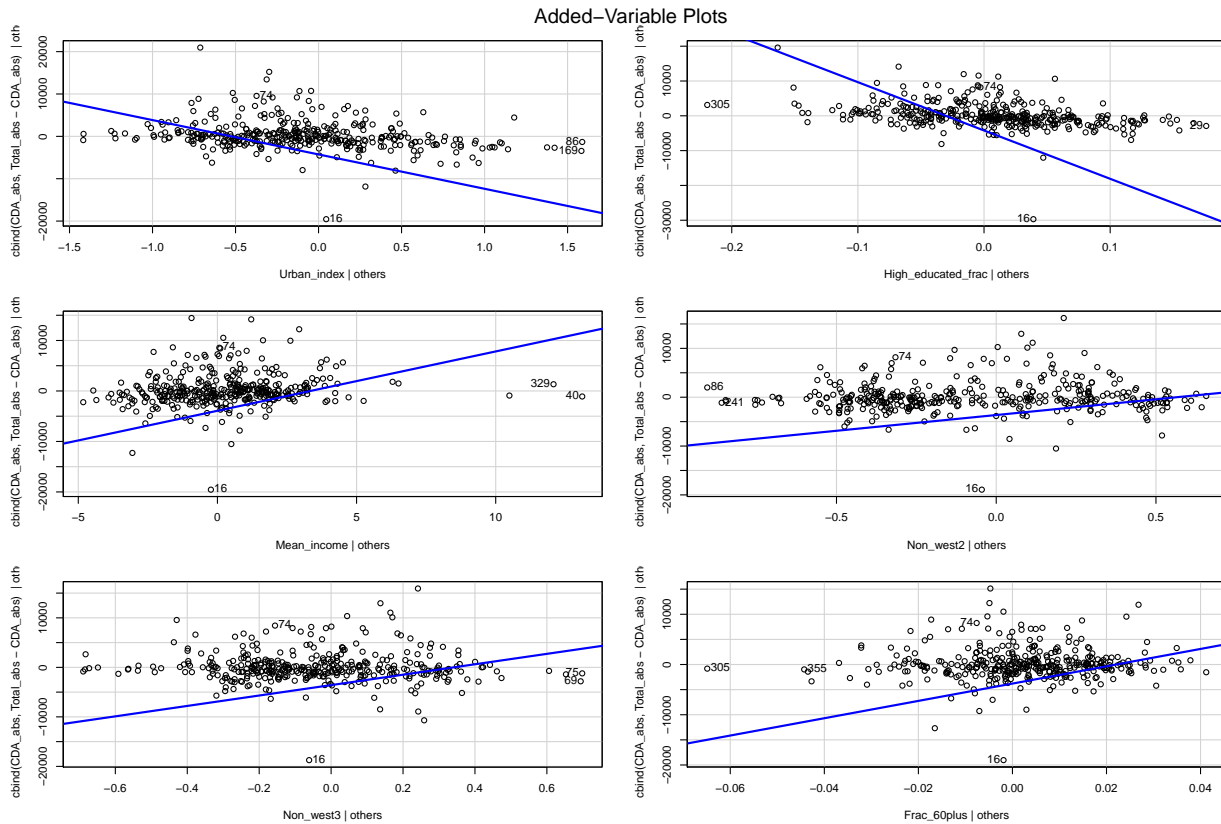 Added−Variable Plots
cbind(CDA_abs, Total_abs − CDA_abs) | oth
20000
10000
0
−20000
74
86
169
16
−1.5 −1.0 −0.5 0.0 0.5 1.0 1.5
Urban_index | others
cbind(CDA_abs, Total_abs − CDA_abs) | oth
10000
0
−10000
−30000
305
74
29
16
−0.2 −0.1 0.0 0.1
High_educated_frac | others
cbind(CDA_abs, Total_abs − CDA_abs) | oth
10000
0
−10000
−20000
74
329
40
16
−5 0 5 10
Mean_income | others
cbind(CDA_abs, Total_abs − CDA_abs) | oth
10000
0
−10000
−20000
74
86
241
16
−0.5 0.0 0.5
Non_west2 | others
cbind(CDA_abs, Total_abs − CDA_abs) | oth
10000
0
−10000
−20000
74
75
69
16
−0.6 −0.4 −0.2 0.0 0.2 0.4 0.6
Non_west3 | others
cbind(CDA_abs, Total_abs − CDA_abs) | oth
10000
0
−10000
−20000
74
305
355
16
−0.06 −0.04 −0.02 0.00 0.02 0.04
Frac_60plus | others